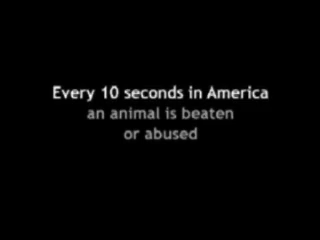 Every 10 seconds in America
an animal is beaten
or abused